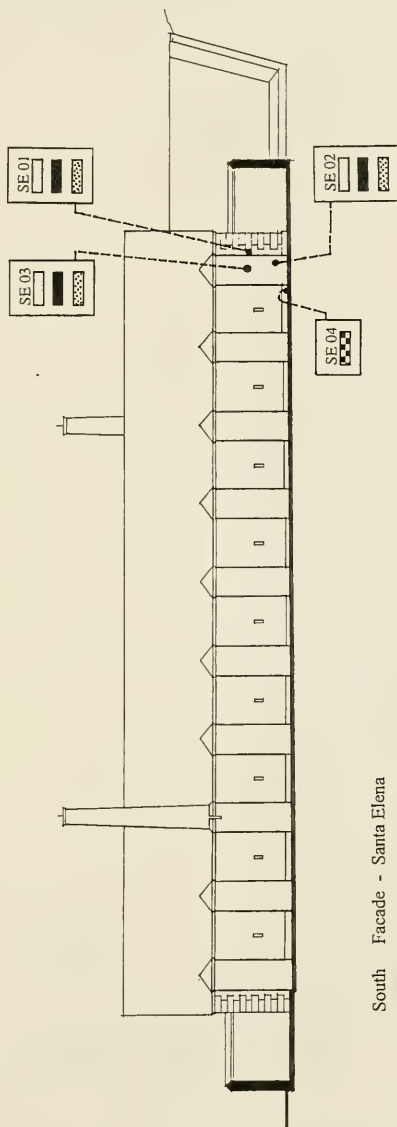 SE 03
SE 01
SE 04
SE 02
South Facade - Santa Elena